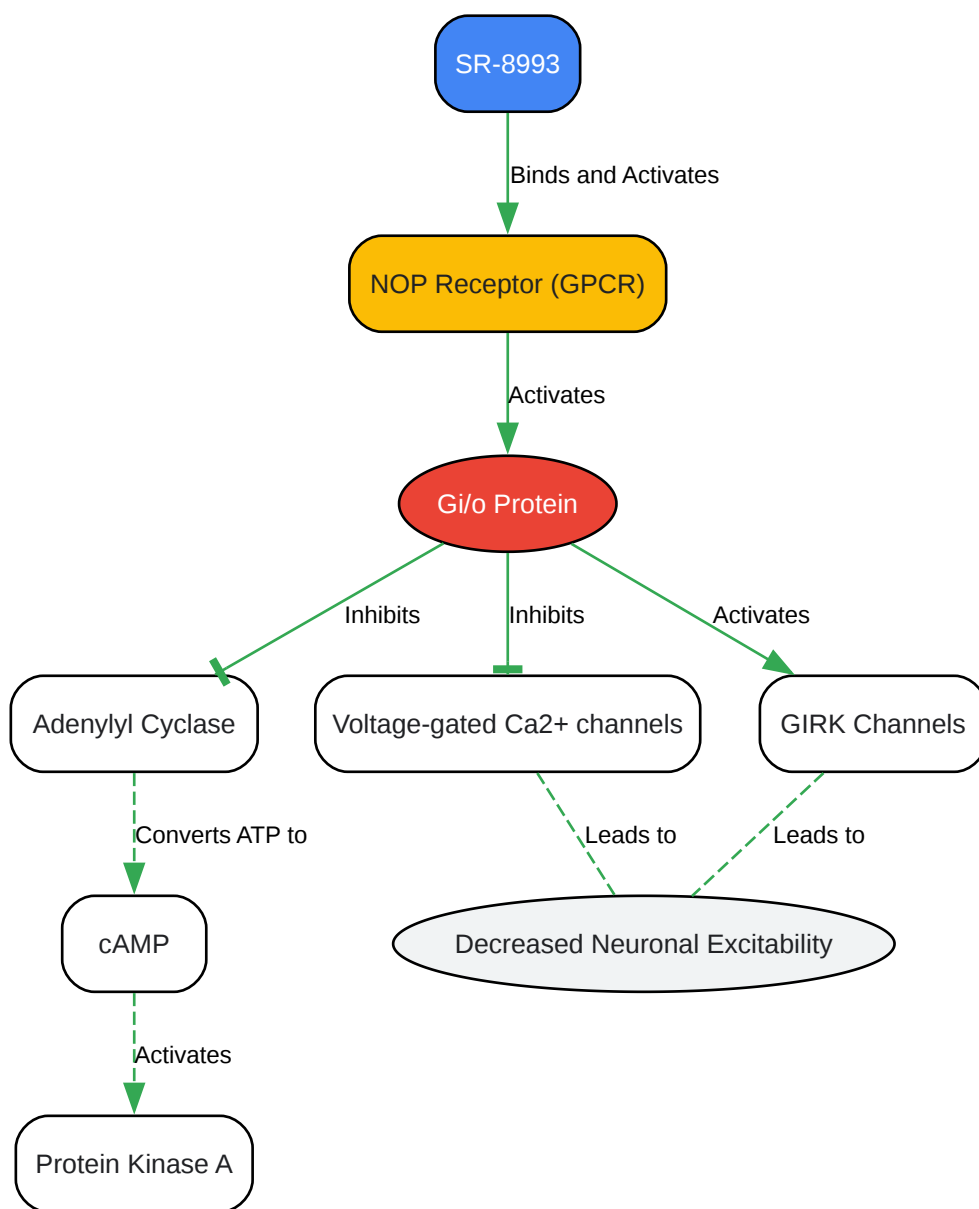 SR-8993
Binds and Activates
NOP Receptor (GPCR)
Activates
Gi/o Protein
Inhibits
Inhibits
Activates
Adenylyl Cyclase
Voltage-gated Ca2+ channels
GIRK Channels
Converts ATP to
Leads to
Leads to
cAMP
Decreased Neuronal Excitability
Activates
Protein Kinase A